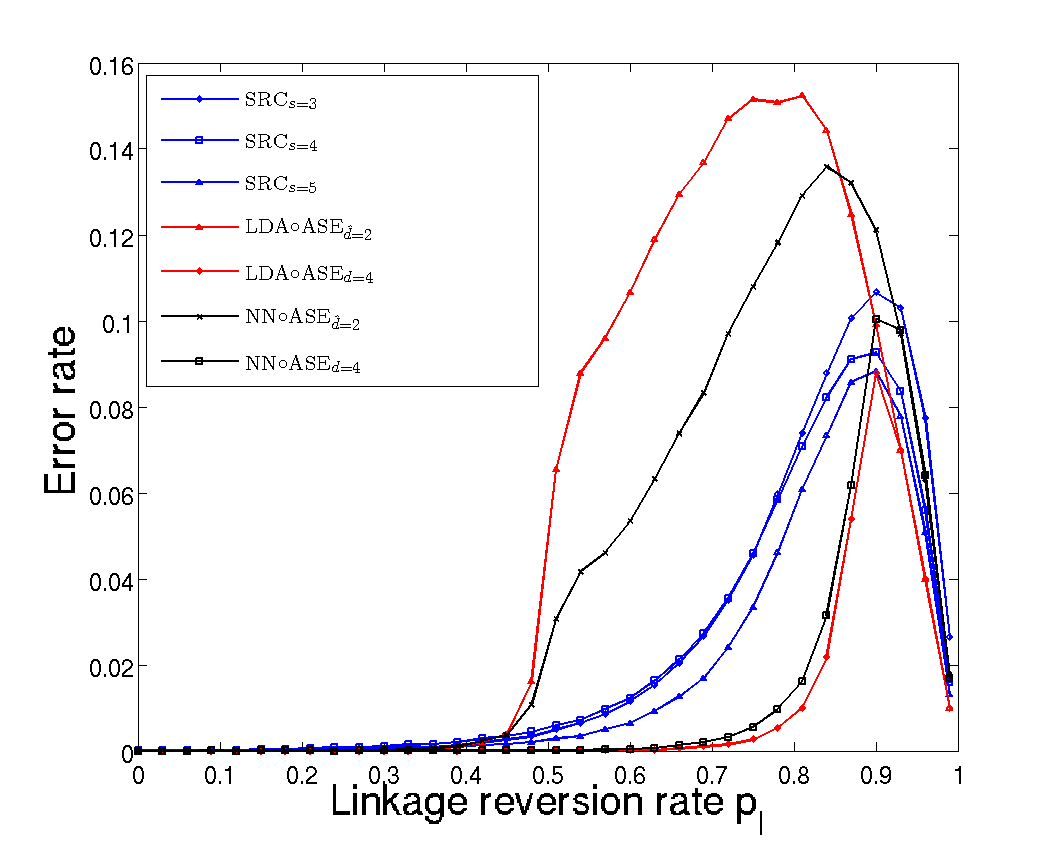 0.16
0.14
0.12
0.1
0.08
0.06
0.04
0.02
0
Error rate
SRC_{s=3}
SRC_{s=4}
SRC_{s=5}
LDA∘ASE_{\hat{d}=2}
LDA∘ASE_{d=4}
NN∘ASE_{\hat{d}=2}
NN∘ASE_{d=4}
0 0.1 0.2 0.3 0.4 0.5 0.6 0.7 0.8 0.9 1
Linkage reversion rate p_l